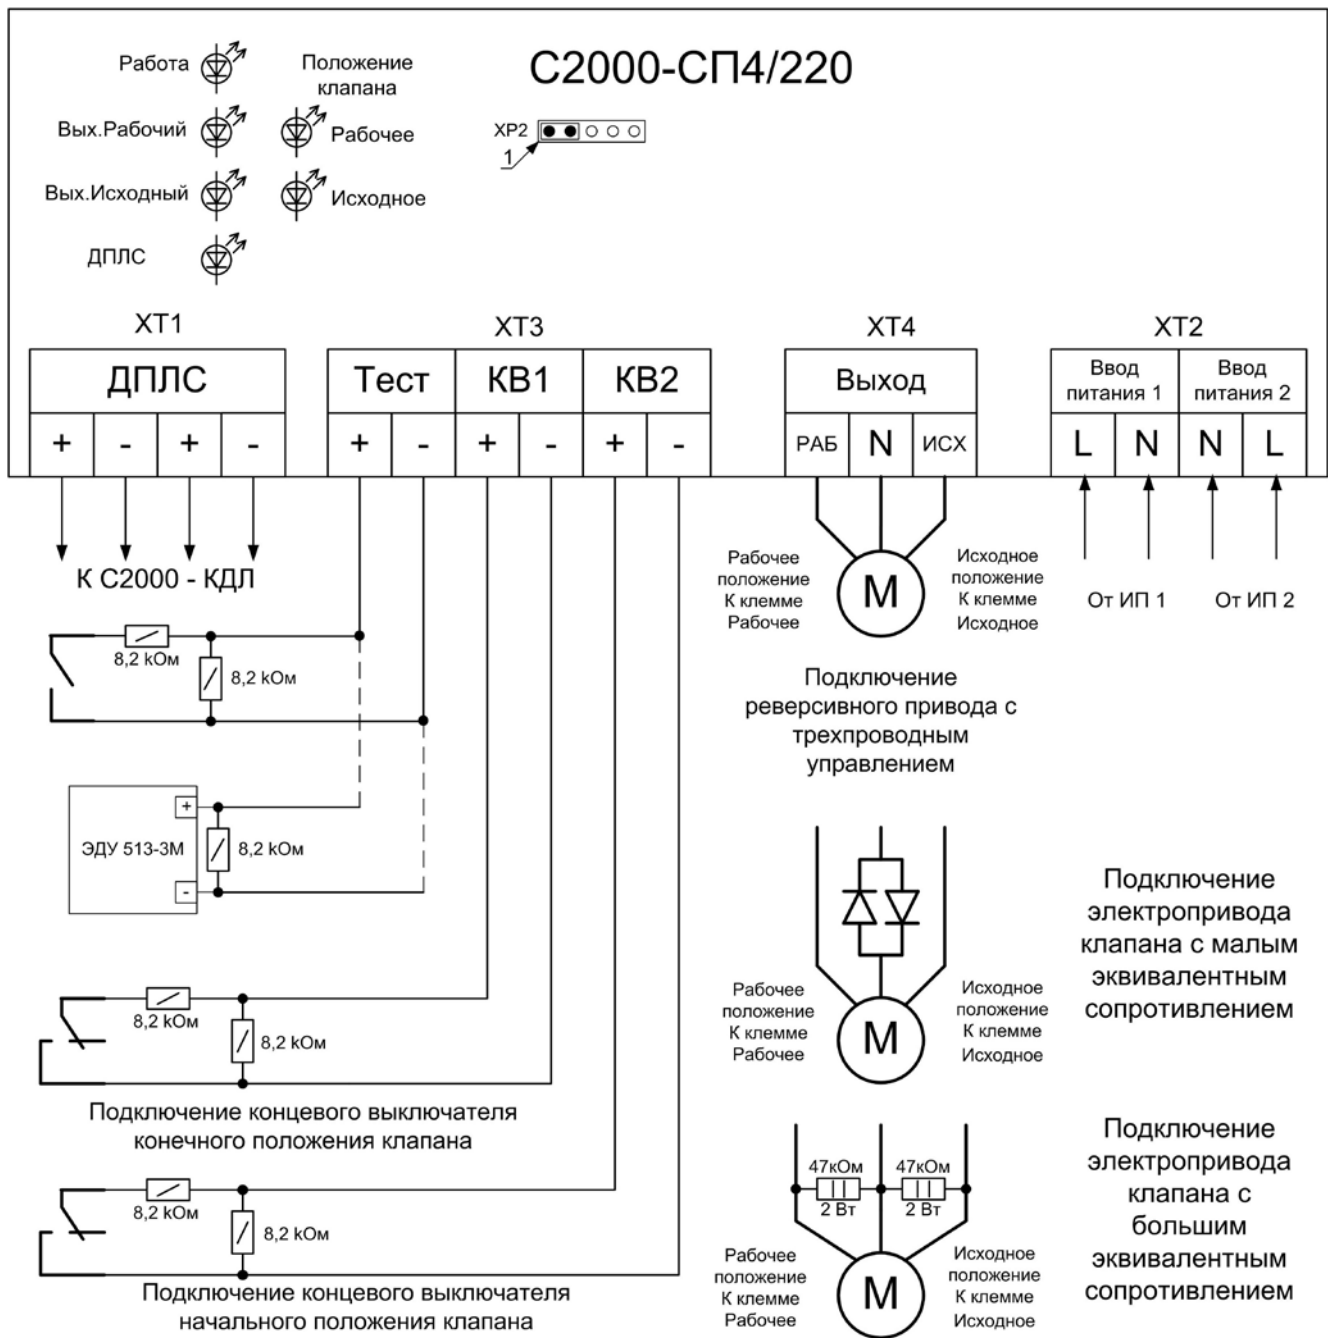 С2000-СП4/220
Работа
Вых.Рабочий
Вых.Исходный
ДПЛС
Положение
клапана
Рабочее
Исходное
XP2
1
XT1
ДПЛС
+ - + -
К С2000 - КДЛ
XT3
Тест КВ1 КВ2
+ - + - + -
XT4
Выход
РАБ N ИСХ
XT2
Ввод
питания 1
Ввод
питания 2
L N N L
От ИП 1
От ИП 2
8,2 kОм
8,2 kОм
Рабочее
положение
К клемме
Рабочее
M
Исходное
положение
К клемме
Исходное
Подключение
реверсивного привода с
трехпроводным
управлением
ЭДУ 513-3М
+
-
8,2 kОм
Рабочее
положение
К клемме
Рабочее
M
Исходное
положение
К клемме
Исходное
Подключение
электропривода
клапана с малым
эквивалентным
сопротивлением
8,2 kОм
8,2 kОм
Подключение концевого выключателя
конечного положения клапана
8,2 kОм
8,2 kОм
Подключение концевого выключателя
начального положения клапана
47кОм
2 Вт
47кОм
2 Вт
Рабочее
положение
К клемме
Рабочее
M
Исходное
положение
К клемме
Исходное
Подключение
электропривода
клапана с
большим
эквивалентным
сопротивлением